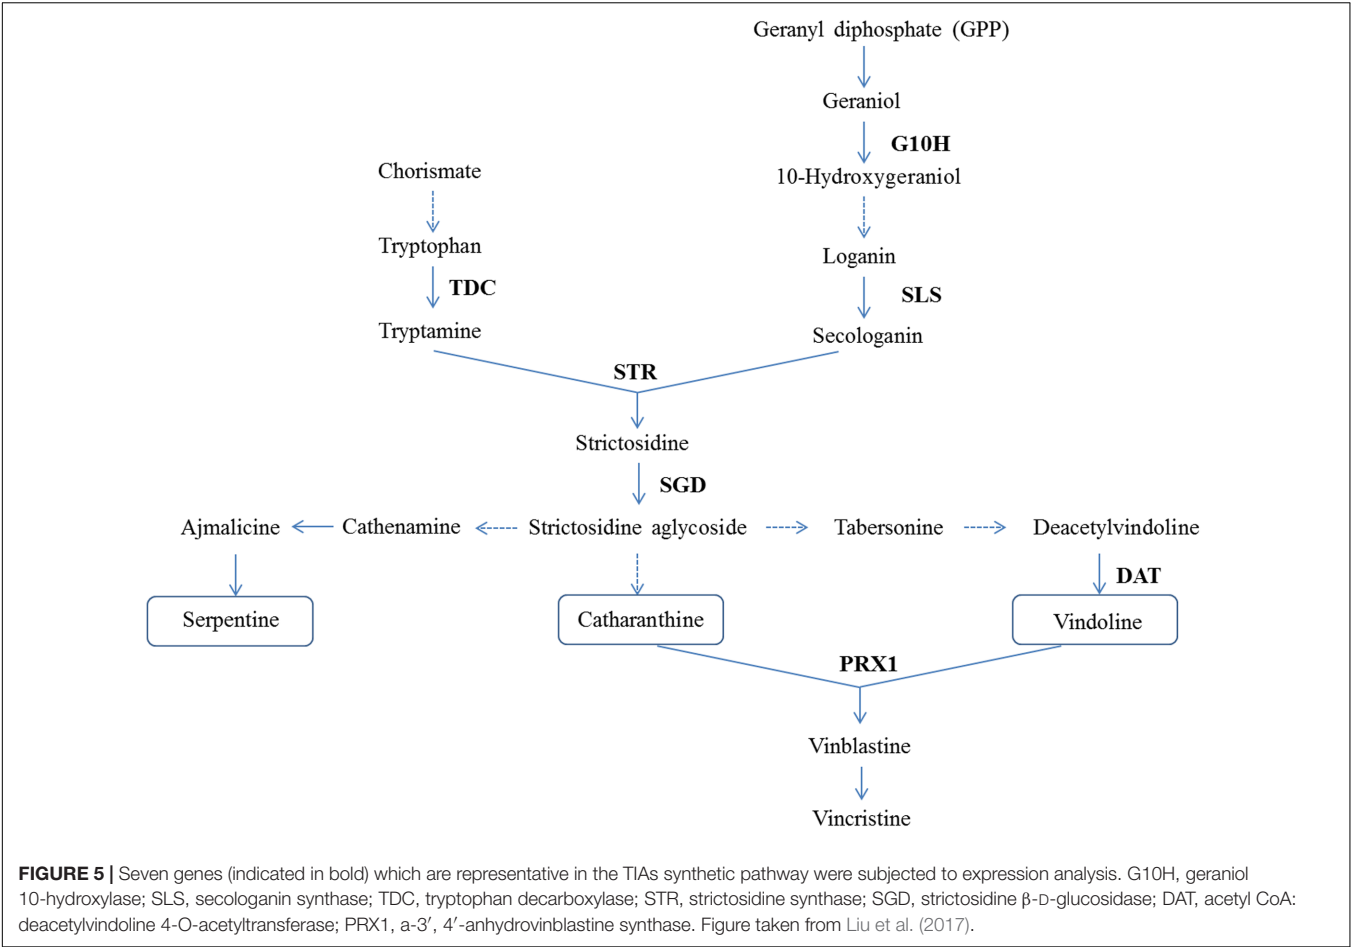 Geranyl diphosphate (GPP)
Geraniol
G10H
Chorismate
10-Hydroxygeraniol
Tryptophan
Loganin
TDC
SLS
Tryptamine
Secologanin
STR
Strictosidine
SGD
Ajmalicine Cathenamine Strictosidine aglycoside Tabersonine Deacetylvindoline
DAT
Serpentine Catharanthine Vindoline
PRX1
Vinblastine
Vincristine
FIGURE 5 | Seven genes (indicated in bold) which are representative in the TIAs synthetic pathway were subjected to expression analysis. G10H, geraniol
10-hydroxylase; SLS, secologanin synthase; TDC, tryptophan decarboxylase; STR, strictosidine synthase; SGD, strictosidine β-D-glucosidase; DAT, acetyl CoA:
deacetylvindoline 4-O-acetyltransferase; PRX1, a-3′, 4′-anhydrovinblastine synthase. Figure taken from Liu et al. (2017).